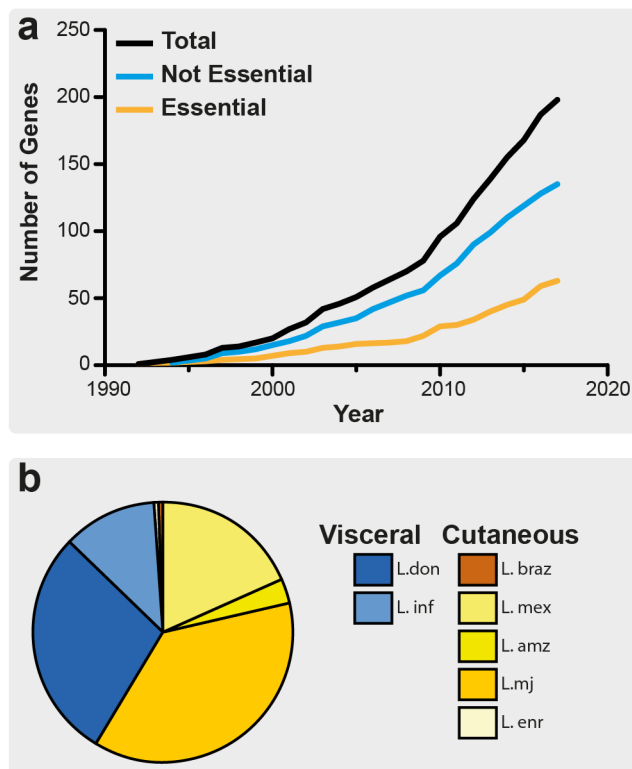 a
250
200
150
100
50
0
Number of Genes
Total
Not Essential
Essential
1990 2000 2010 2020
Year
b
Visceral Cutaneous
L.don L. braz
L. inf L. mex
L. amz
L.mj
L. enr